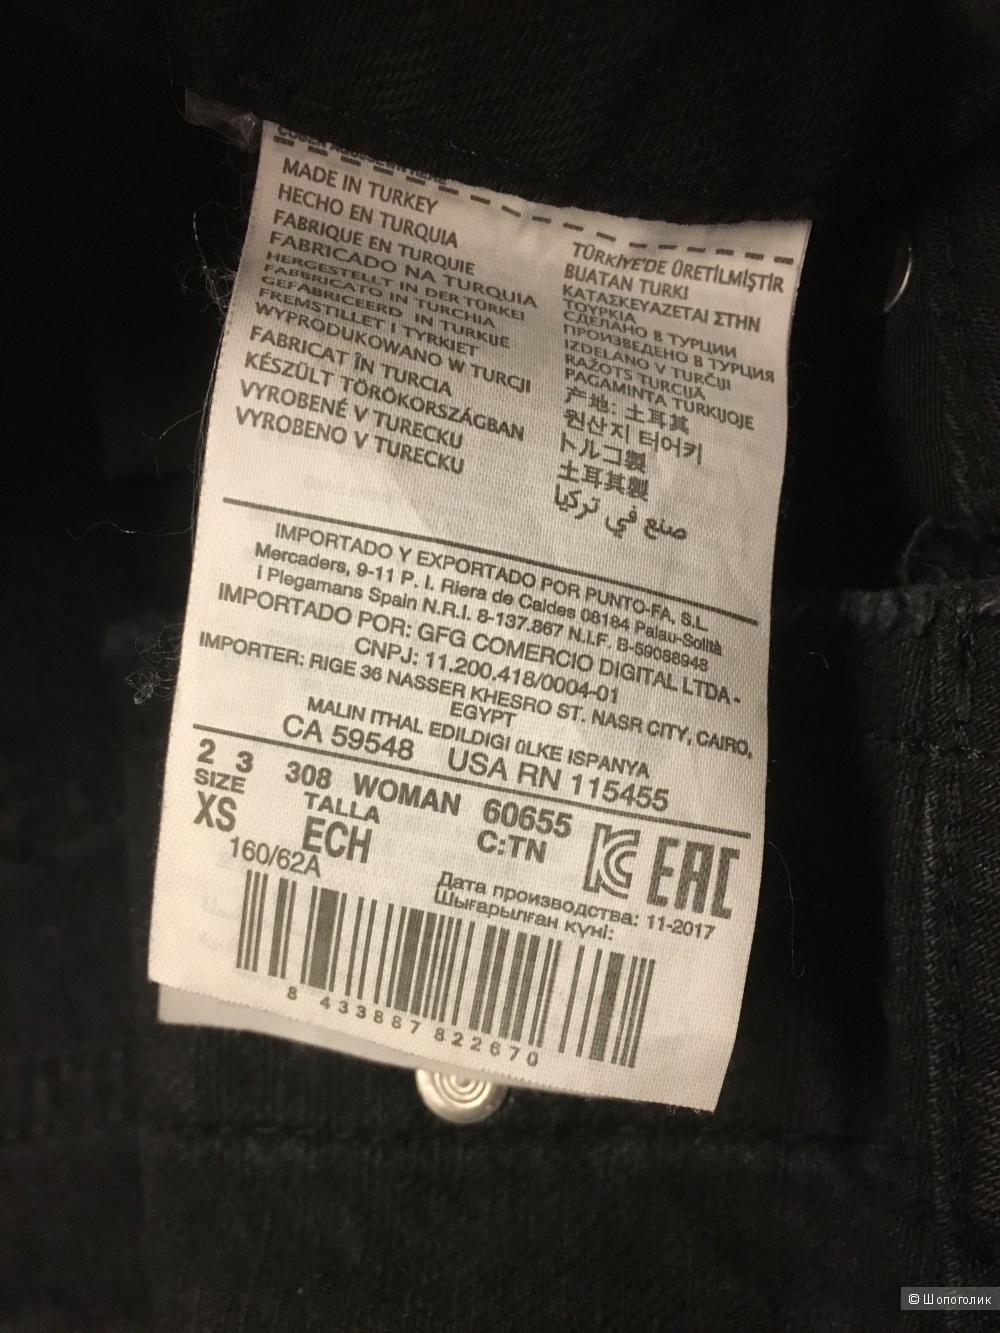 MADE IN TURKEY
HECHO EN TURQUIA
FABRIQUE EN TURQUIE
FABRICADO NA TURQUIA
HERGESTELLT IN DER TÜRKEI
FABBRICATO IN TURCHIA
GEFABRICEERD IN TURKIJE
FREMSTILLET I TYRKIET
WYPRODUKOWANO W TURCJI
FABRICAT ÎN TURCIA
KÉSZÜLT TÖRÖKORSZÁGBAN
VYROBENÉ V TURECKU
VYROBENO V TURECKU
TÜRKIYE'DE ÜRETİLMİŞTİR
BUATAN TURKI
ΚΑΤΑΣΚΕΥΑΖΕΤΑΙ ΣΤΗΝ
ΤΟΥΡΚΙΑ
СДЕЛАНО В ТУРЦИИ
ПРОИЗВЕДЕНО В ТУРЦИЯ
IZDELANO V TURČIJI
RAŽOTS TURCIJA
PAGAMINTA TURKIJOJE
产地: 土耳其
원산지 터어키
トルコ製
土耳其製
صنع في تركيا
IMPORTADO Y EXPORTADO POR PUNTO-FA, S.L.
Mercaders, 9-11 P. I. Riera de Caldes 08184 Palau-Solità
I Plegamans Spain N.R.I. 8-137.867 N.I.F. B-59088948
IMPORTADO POR: GFG COMERCIO DIGITAL LTDA -
CNPJ: 11.200.418/0004-01
IMPORTER: RIGE 36 NASSER KHESRO ST. NASR CITY, CAIRO,
EGYPT
MALIN ITHAL EDILDIGI ÜLKE ISPANYA
CA 59548 USA RN 115455
2 3 308 WOMAN 60655
SIZE TALLA C:TN
XS ECH
160/62A
EAC
Дата производства: 11-2017
Шығарылған күні:
8 433887 822670
© Шопоголик